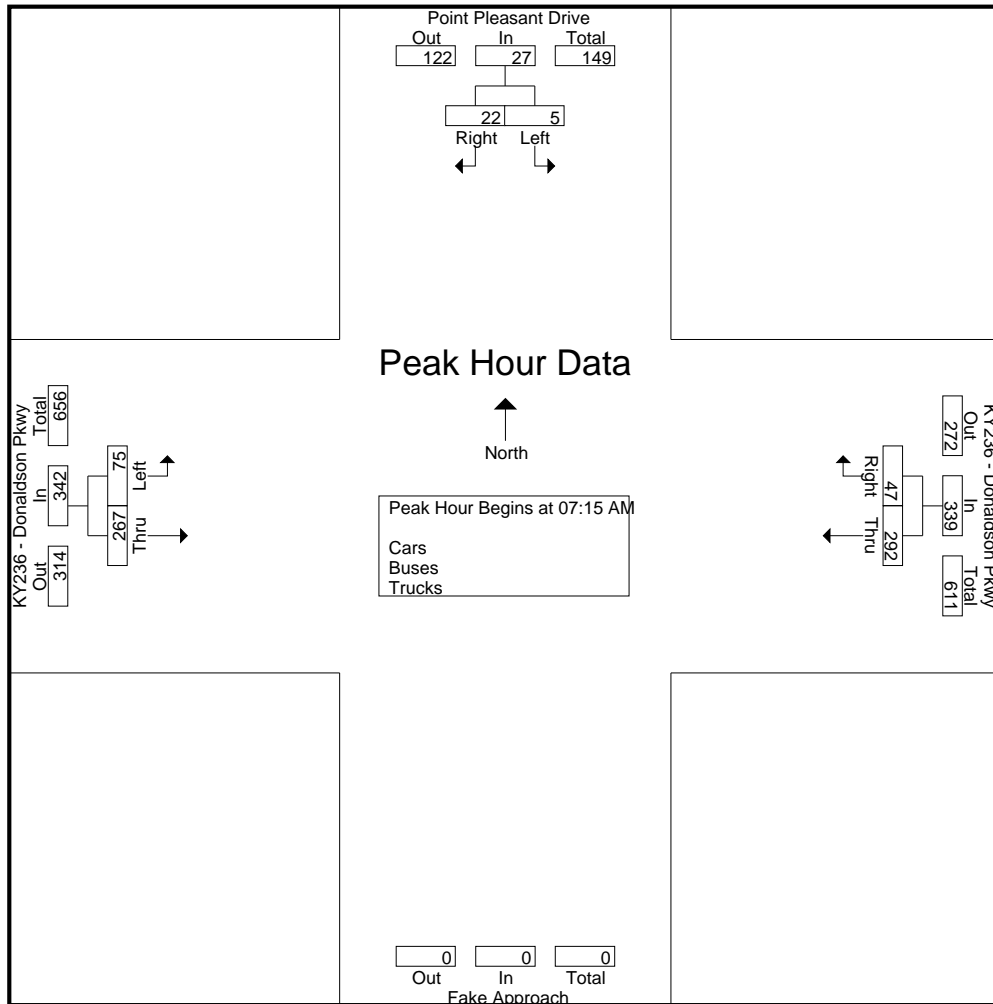 Point Pleasant Drive
Out In Total
122 27 149
22 5
Right Left
Peak Hour Data
North
Peak Hour Begins at 07:15 AM
Cars
Buses
Trucks
KY236 - Donaldson Pkwy
Out In Total
314 342 656
Thru Left
267 75
KY236 - Donaldson Pkwy
Out In Total
272 339 611
Right Thru
47 292
0 0 0
Out In Total
Fake Approach